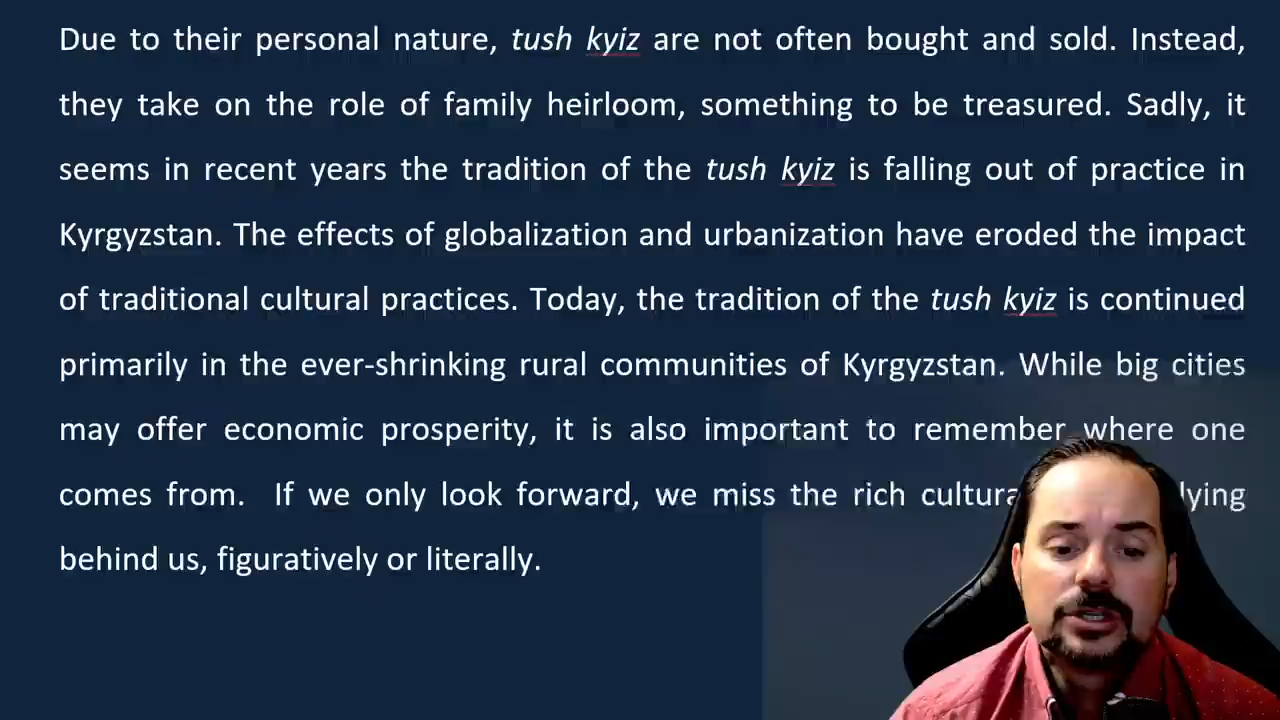 Due to their personal nature, tush kyiz are not often bought and sold. Instead,
they take on the role of family heirloom, something to be treasured. Sadly, it
seems in recent years the tradition of the tush kyiz is falling out of practice in
Kyrgyzstan. The effects of globalization and urbanization have eroded the impact
of traditional cultural practices. Today, the tradition of the tush kyiz is continued
primarily in the ever-shrinking rural communities of Kyrgyzstan. While big cities
may offer economic prosperity, it is also important to remember where one
comes from. If we only look forward, we miss the rich lying
behind us, figuratively or literally.